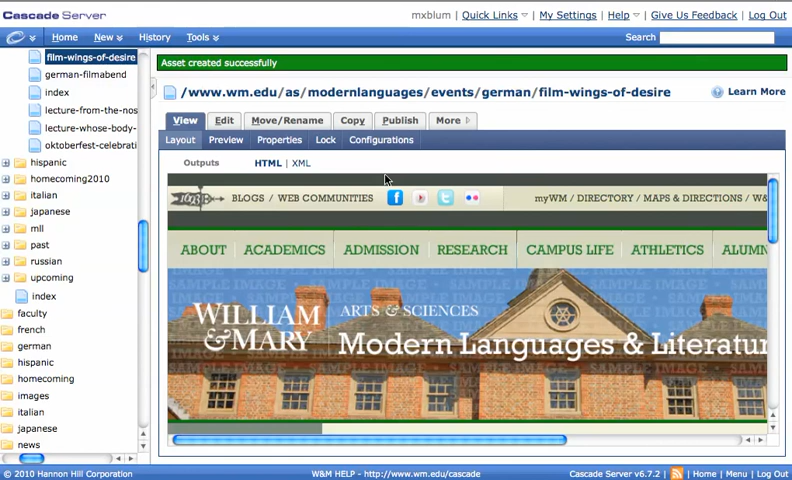 Cascade Server
mxblum | Quick Links | My Settings | Help | Give Us Feedback | Log Out
Home New History Tools Search
film-wings-of-desire
german-filmabend
index
lecture-from-the-nos
lecture-whose-body-
oktoberfest-celebrati
hispanic
homecoming2010
italian
japanese
mll
past
russian
upcoming
index
faculty
french
german
hispanic
homecoming
images
italian
japanese
news
Asset created successfully
/www.wm.edu/as/modernlanguages/events/german/film-wings-of-desire
Learn More
View Edit Move/Rename Copy Publish More
Layout Preview Properties Lock Configurations
Outputs HTML | XML
1693 BLOGS / WEB COMMUNITIES f t myWM / DIRECTORY / MAPS & DIRECTIONS / W&
ABOUT ACADEMICS ADMISSION RESEARCH CAMPUS LIFE ATHLETICS ALUMN
WILLIAM & MARY
ARTS & SCIENCES
Modern Languages & Literatur
© 2010 Hannon Hill Corporation W&M HELP - http://www.wm.edu/cascade Cascade Server v6.7.2 | Home | Menu | Log Out